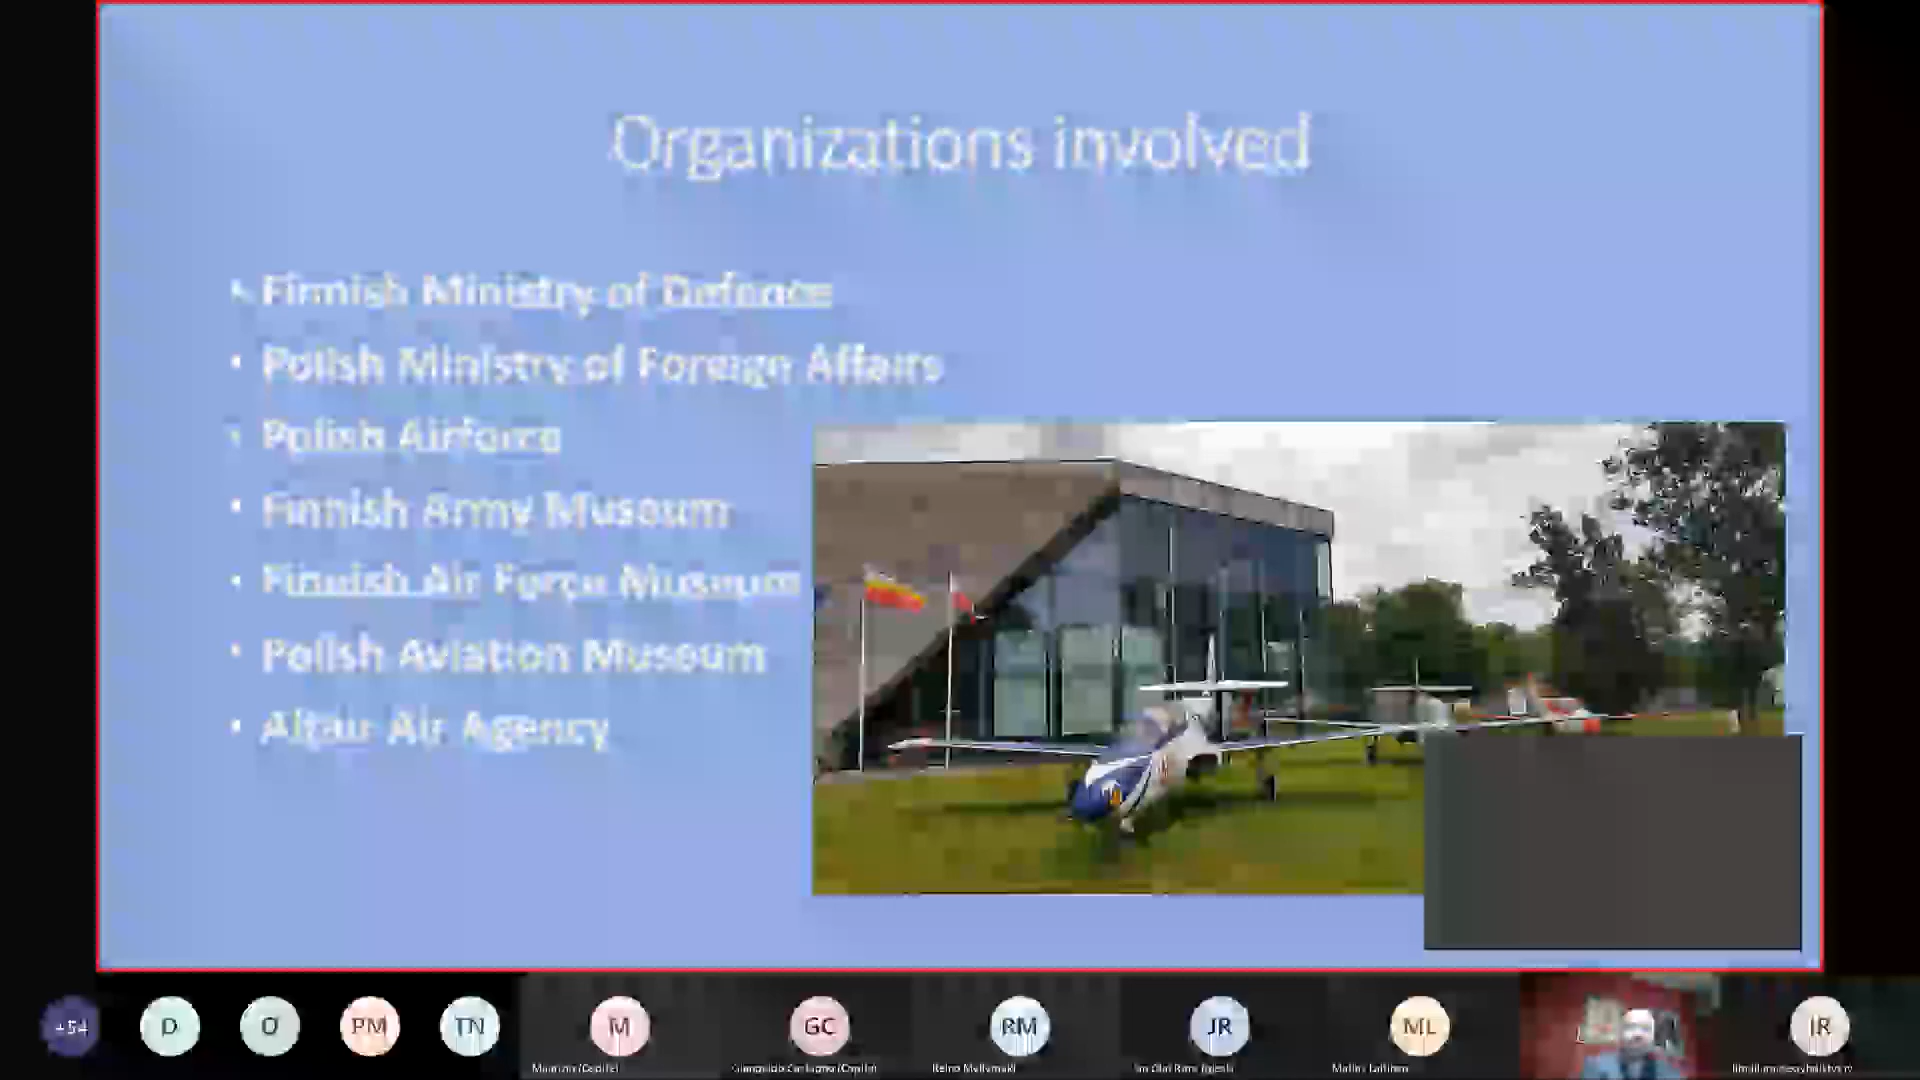 Organizations involved
• Finnish Ministry of Defence
• Polish Ministry of Foreign Affairs
• Polish Airforce
• Finnish Army Museum
• Finnish Air Force Museum
• Polish Aviation Museum
• Altair Air Agency
+54
D
O
PM
TN
M
GC
RM
JR
ML
IR